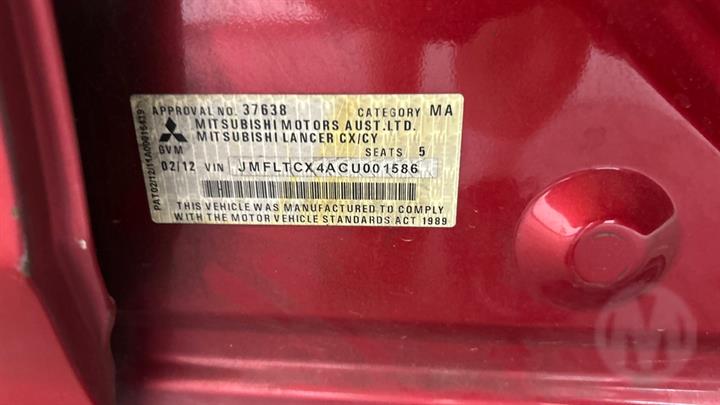 APPROVAL NO. 37638 CATEGORY MA
MITSUBISHI MOTORS AUST.LTD.
MITSUBISHI LANCER CX/CY
GVM SEATS 5
02/12 VIN JMFLTCX4ACU001586
THIS VEHICLE WAS MANUFACTURED TO COMPLY
WITH THE MOTOR VEHICLE STANDARDS ACT 1989
M